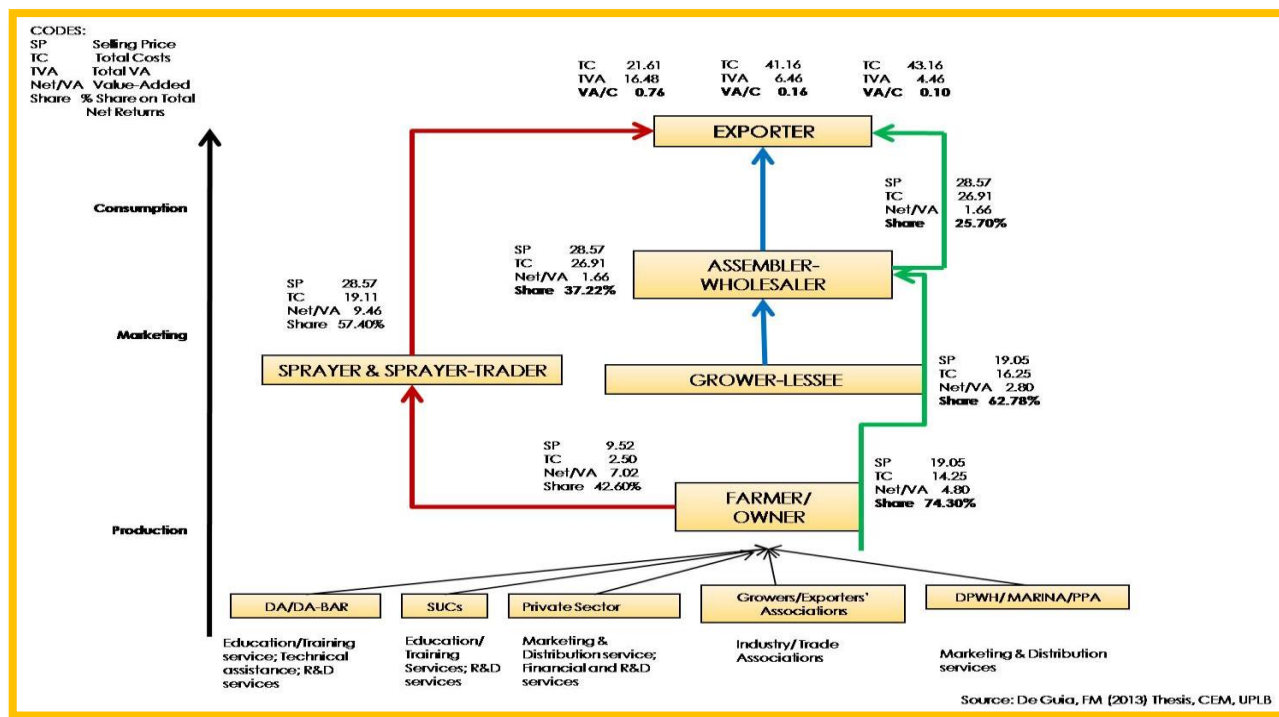 CODES:
SP Selling Price
TC Total Costs
TVA Total VA
Net/VA Value-Added
Share % Share on Total
Net Returns
TC 21.61
TVA 16.48
VA/C 0.76
TC 41.16
TVA 6.46
VA/C 0.16
TC 43.16
TVA 4.46
VA/C 0.10
EXPORTER
Consumption
SP 28.57
TC 26.91
Net/VA 1.66
Share 25.70%
SP 28.57
TC 26.91
Net/VA 1.66
Share 37.22%
ASSEMBLER-
WHOLESALER
SP 28.57
TC 19.11
Net/VA 9.46
Share 57.40%
Marketing
SPRAYER & SPRAYER-TRADER
GROWER-LESSEE
SP 19.05
TC 16.25
Net/VA 2.80
Share 62.78%
SP 9.52
TC 2.50
Net/VA 7.02
Share 42.60%
SP 19.05
TC 14.25
Net/VA 4.80
Share 74.30%
FARMER/
OWNER
Production
DA/DA-BAR
SUCs
Private Sector
Growers/Exporters'
Associations
DPWH/MARINA/PPA
Education/Training
service; Technical
assistance; R&D
services
Education/
Training
Services; R&D
services
Marketing &
Distribution service;
Financial and R&D
services
Industry/Trade
Associations
Marketing & Distribution
services
Source: De Guia, FM (2013) Thesis, CEM, UPLB